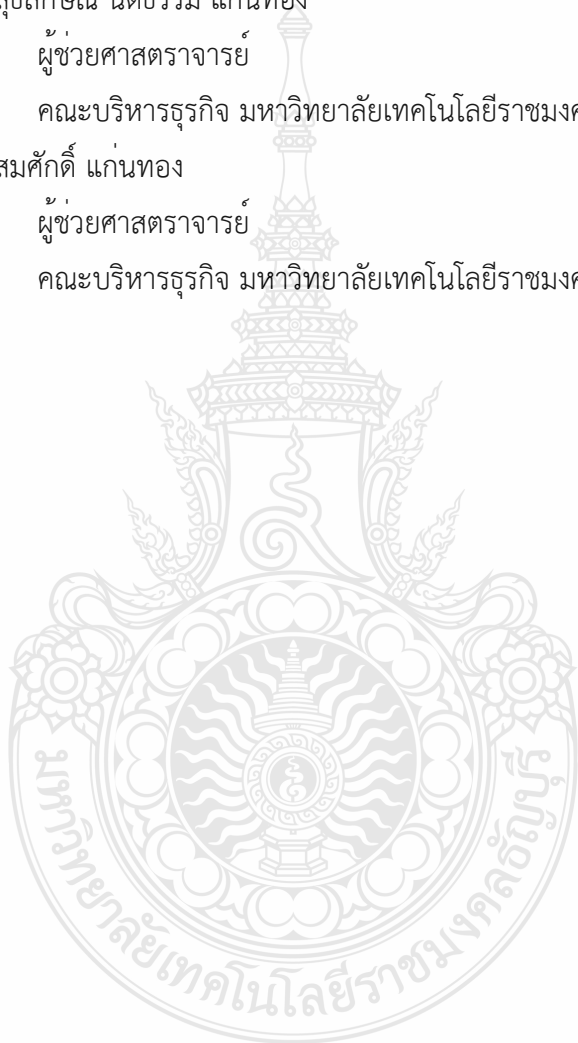 แก่นทอง
ผู้ช่วยศาสตราจารย์
คณะบริหารธุรกิจ มหาวิทยาลัยเทคโนโลยีราชมงค
สมศักดิ์ แก่นทอง
ผู้ช่วยศาสตราจารย์
คณะบริหารธุรกิจ มหาวิทยาลัยเทคโนโลยีราชมงค
มหาวิทยาลัยเทคโนโลยีราชมงคลธัญบุรี